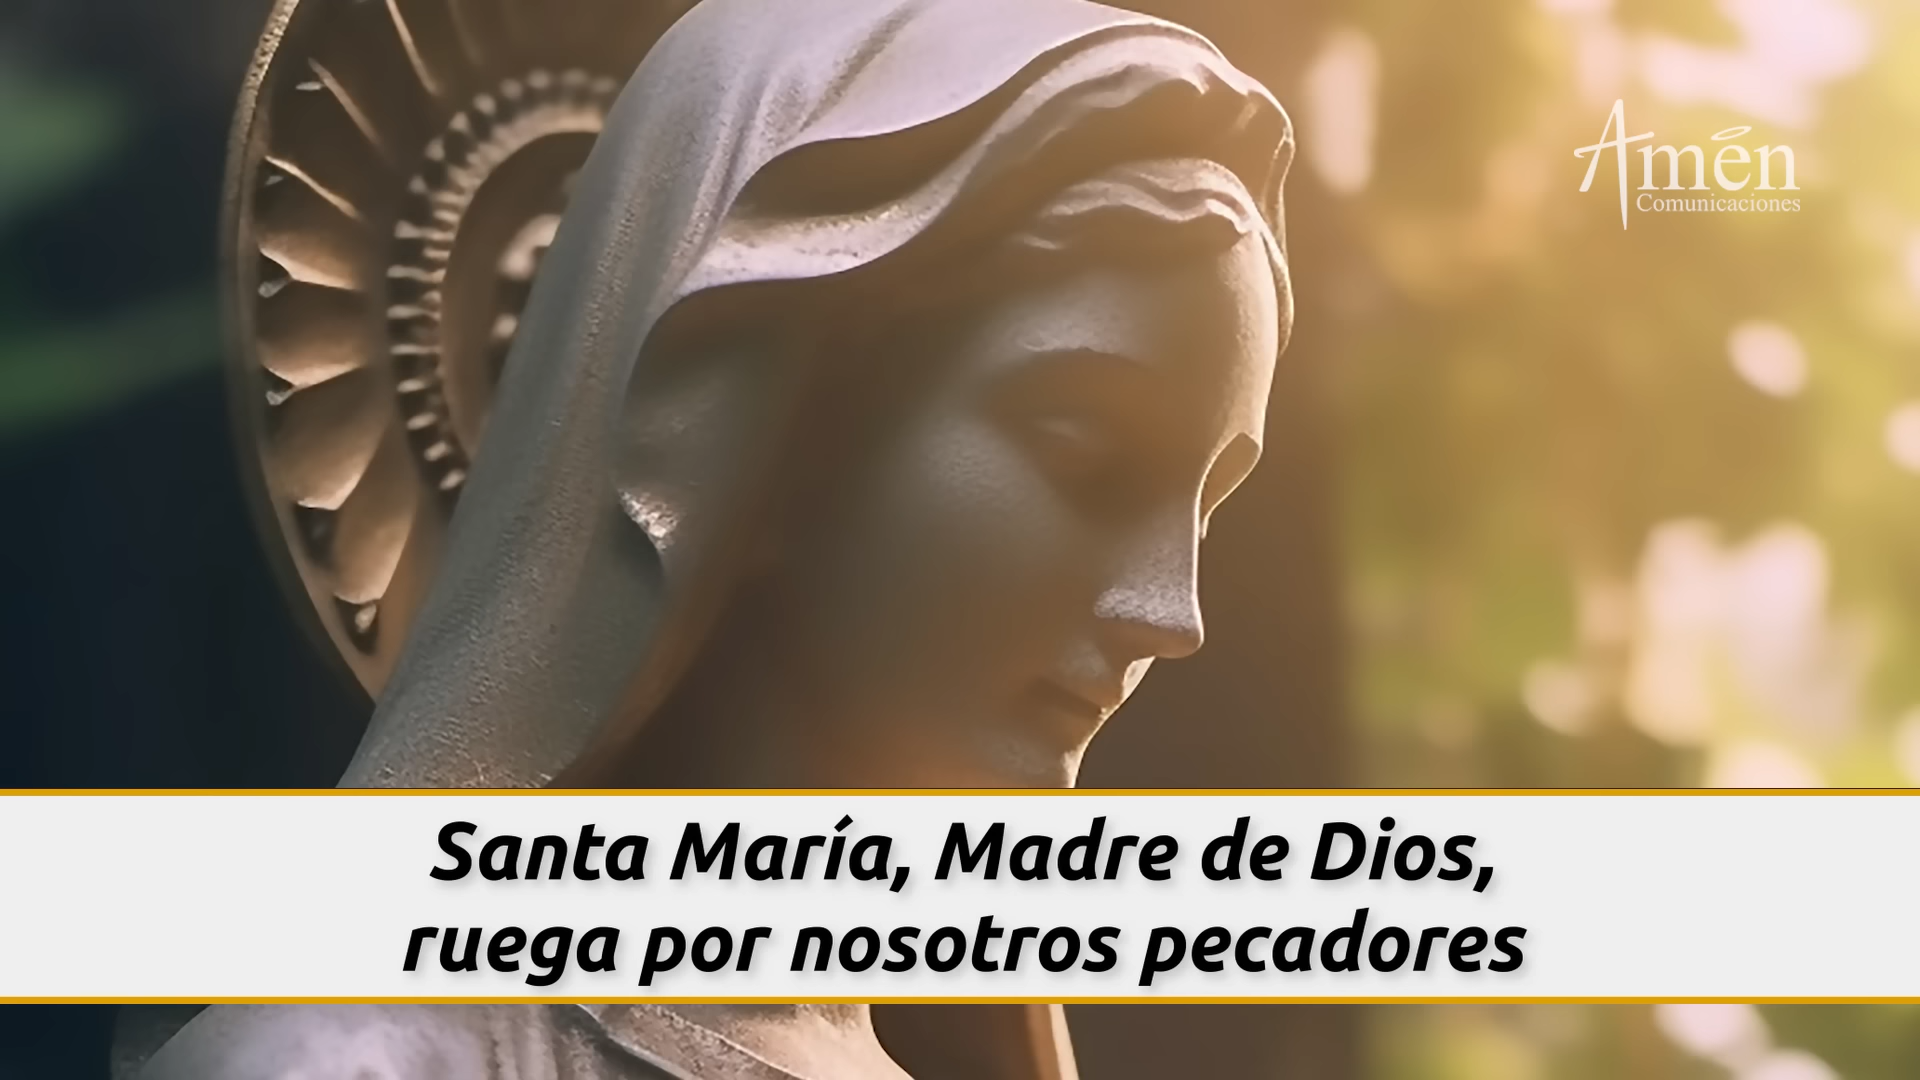 Amén
Comunicaciones
Santa María, Madre de Dios,
ruega por nosotros pecadores